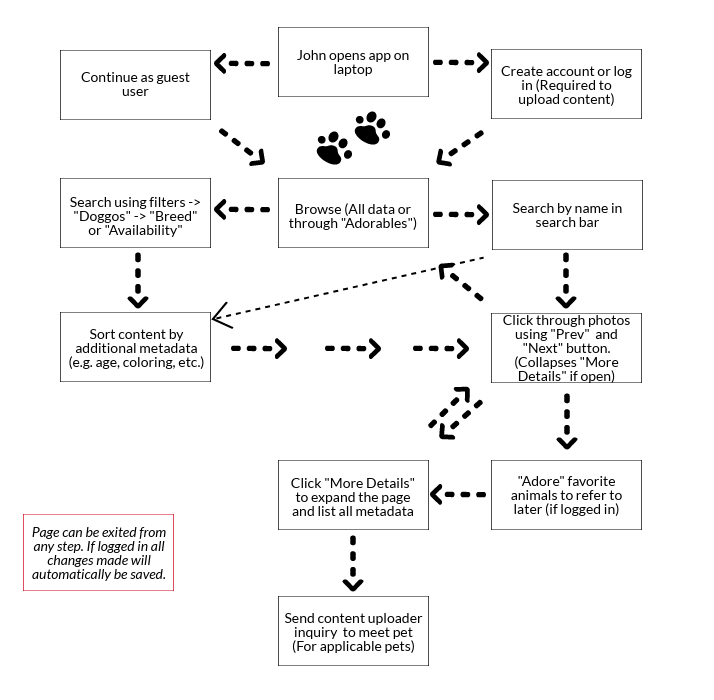 John opens app on
laptop
Continue as guest
user
Create account or log
in (Required to
upload content)
Search using filters ->
"Doggos" -> "Breed"
or "Availability"
Browse (All data or
through "Adorables")
Search by name in
search bar
Sort content by
additional metadata
(e.g. age, coloring, etc.)
Click through photos
using "Prev" and
"Next" button.
(Collapses "More
Details" if open)
Click "More Details"
to expand the page
and list all metadata
"Adore" favorite
animals to refer to
later (if logged in)
Page can be exited from
any step. If logged in all
changes made will
automatically be saved.
Send content uploader
inquiry to meet pet
(For applicable pets)